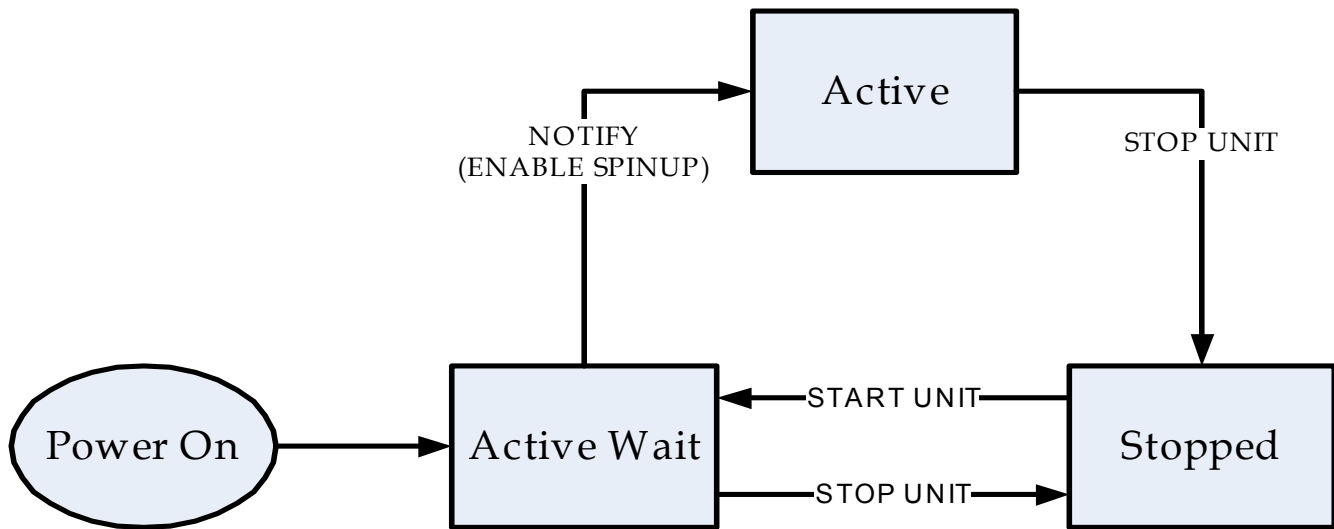 Active
NOTIFY
(ENABLE SPINUP)
STOP UNIT
START UNIT
Power On
Active Wait
Stopped
STOP UNIT